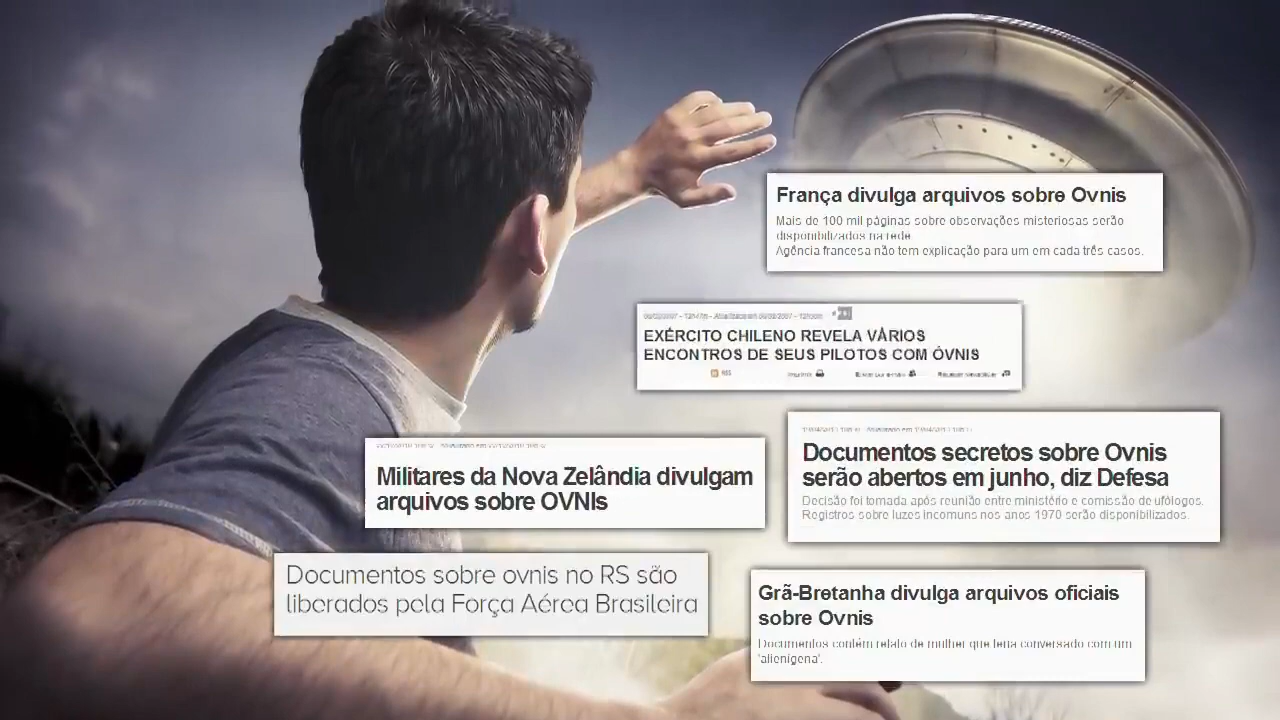 França divulga arquivos sobre Ovnis
Mais de 100 mil páginas sobre observações misteriosas serão
disponibilizados na rede.
Agência francesa não tem explicação para um em cada três casos.
EXÉRCITO CHILENO REVELA VÁRIOS
ENCONTROS DE SEUS PILOTOS COM ÓVNIS
RSS
Militares da Nova Zelândia divulgam
arquivos sobre OVNIs
Documentos secretos sobre Ovnis
serão abertos em junho, diz Defesa
Decisão foi tomada após reunião entre ministério e comissão de ufólogos.
Registros sobre luzes incomuns nos anos 1970 serão disponibilizados.
Documentos sobre ovnis no RS são
liberados pela Força Aérea Brasileira
Grã-Bretanha divulga arquivos oficiais
sobre Ovnis
Documentos contém relato de mulher que teria conversado com um
'alienígena'.